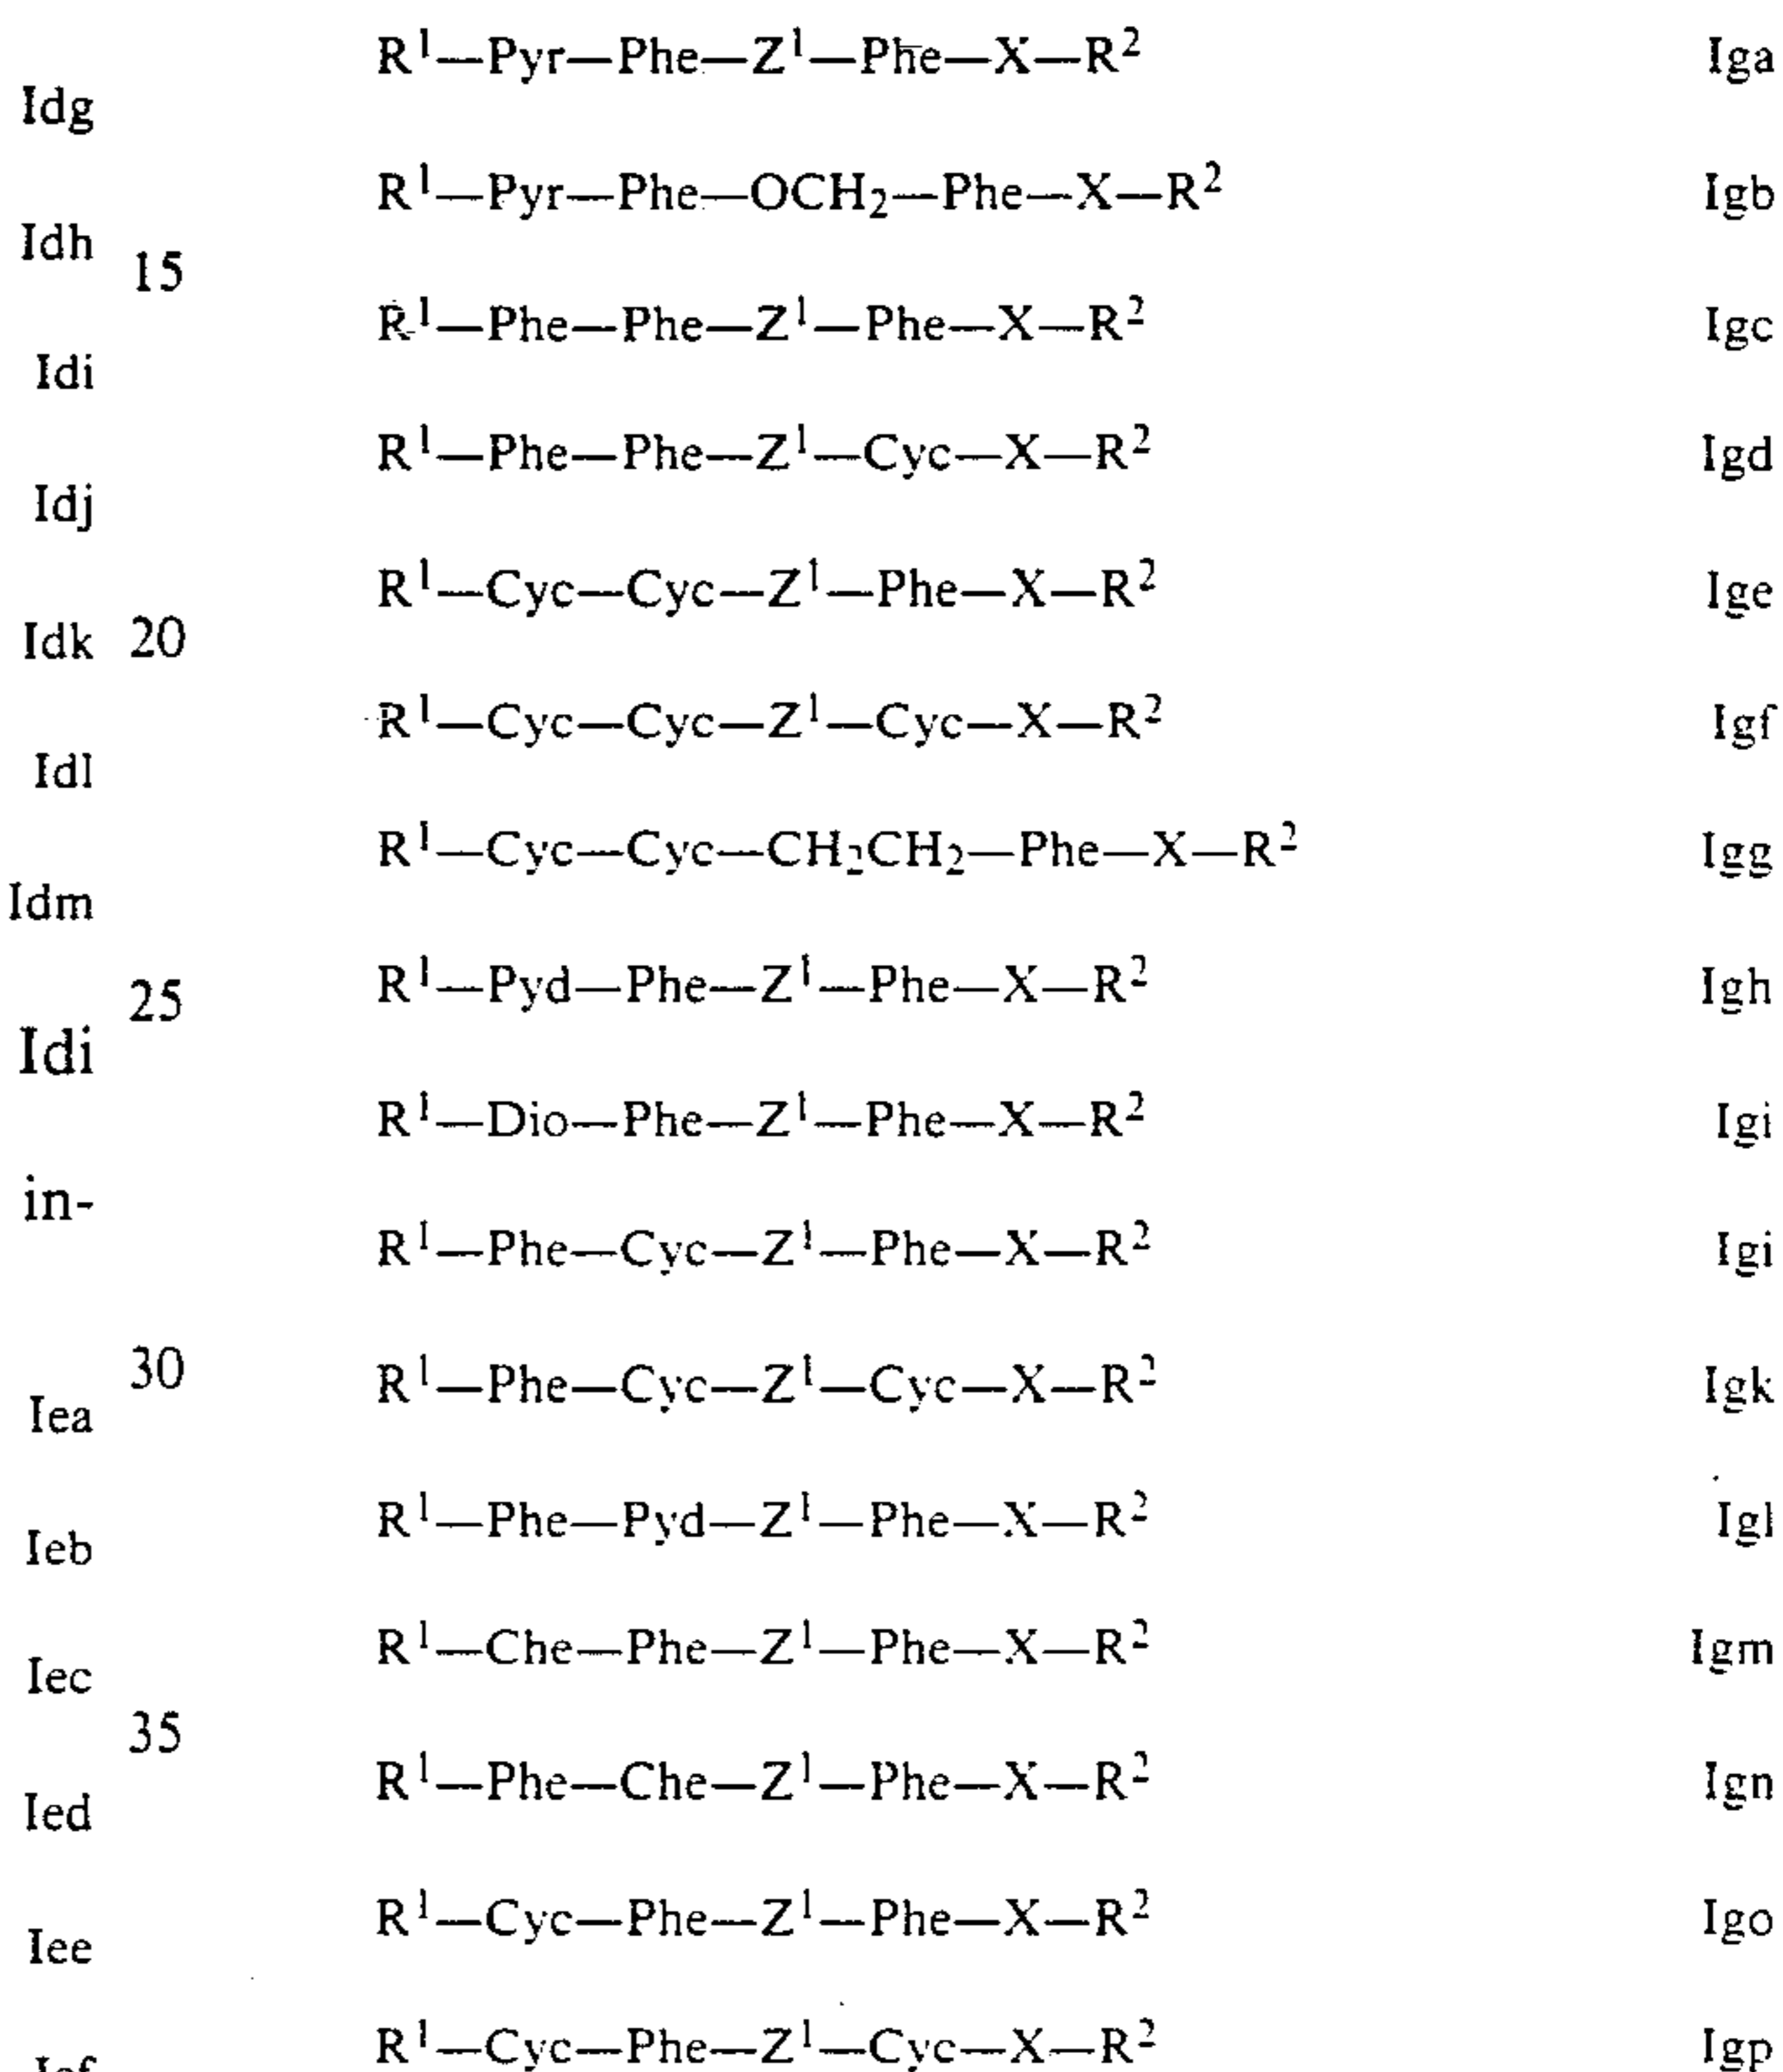 R¹—Pyr—Phe—Z¹—Phe—X—R² Iga
Idg
R¹—Pyr—Phe—OCH₂—Phe—X—R² Igb
Idh 15
R¹—Phe—Phe—Z¹—Phe—X—R² Igc
Idi
R¹—Phe—Phe—Z¹—Cyc—X—R² Igd
Idj
R¹—Cyc—Cyc—Z¹—Phe—X—R² Ige
Idk 20
R¹—Cyc—Cyc—Z¹—Cyc—X—R² Igf
Idl
R¹—Cyc—Cyc—CH₂CH₂—Phe—X—R² Igg
Idm
R¹—Pyd—Phe—Z¹—Phe—X—R² Igh
25
Idi
R¹—Dio—Phe—Z¹—Phe—X—R² Igi
in-
R¹—Phe—Cyc—Z¹—Phe—X—R² Igi
30
R¹—Phe—Cyc—Z¹—Cyc—X—R² Igk
Iea
R¹—Phe—Pyd—Z¹—Phe—X—R² Igl
Ieb
R¹—Che—Phe—Z¹—Phe—X—R² Igm
Iec
35
R¹—Phe—Che—Z¹—Phe—X—R² Ign
Ied
R¹—Cyc—Phe—Z¹—Phe—X—R² Igo
Iee
R¹—Cyc—Phe—Z¹—Cyc—X—R² Igp